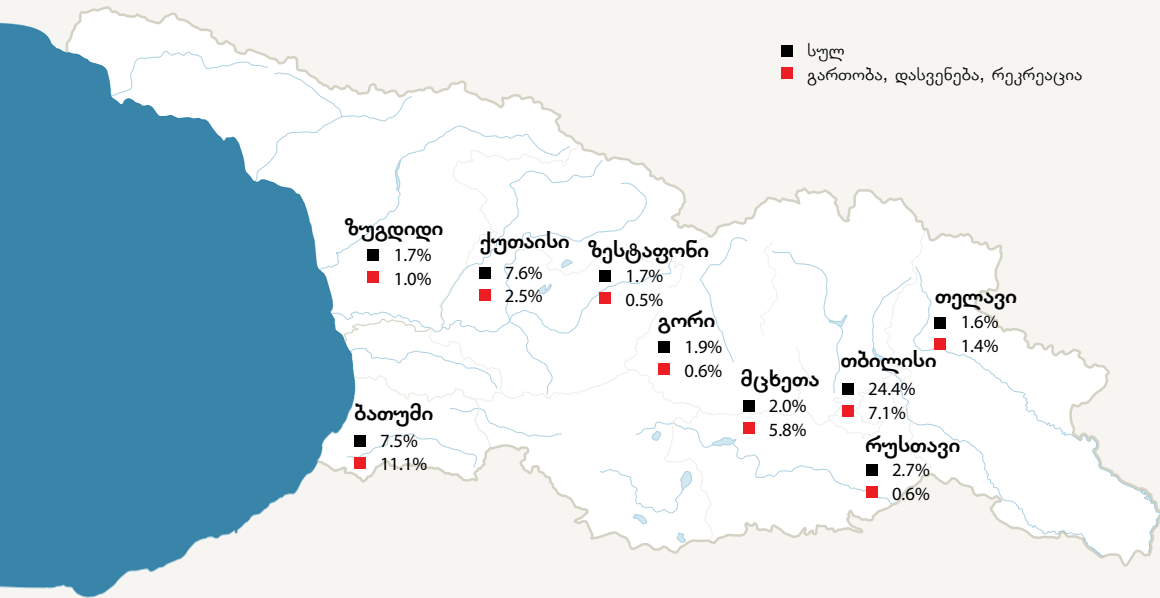 სულ
გართობა, დასვენება, რეკრეაცია
ზუგდიდი
1.7%
1.0%
ქუთაისი
7.6%
2.5%
ზესტაფონი
1.7%
0.5%
გორი
1.9%
0.6%
თელავი
1.6%
1.4%
თბილისი
24.4%
7.1%
მცხეთა
2.0%
5.8%
ბათუმი
7.5%
11.1%
რუსთავი
2.7%
0.6%